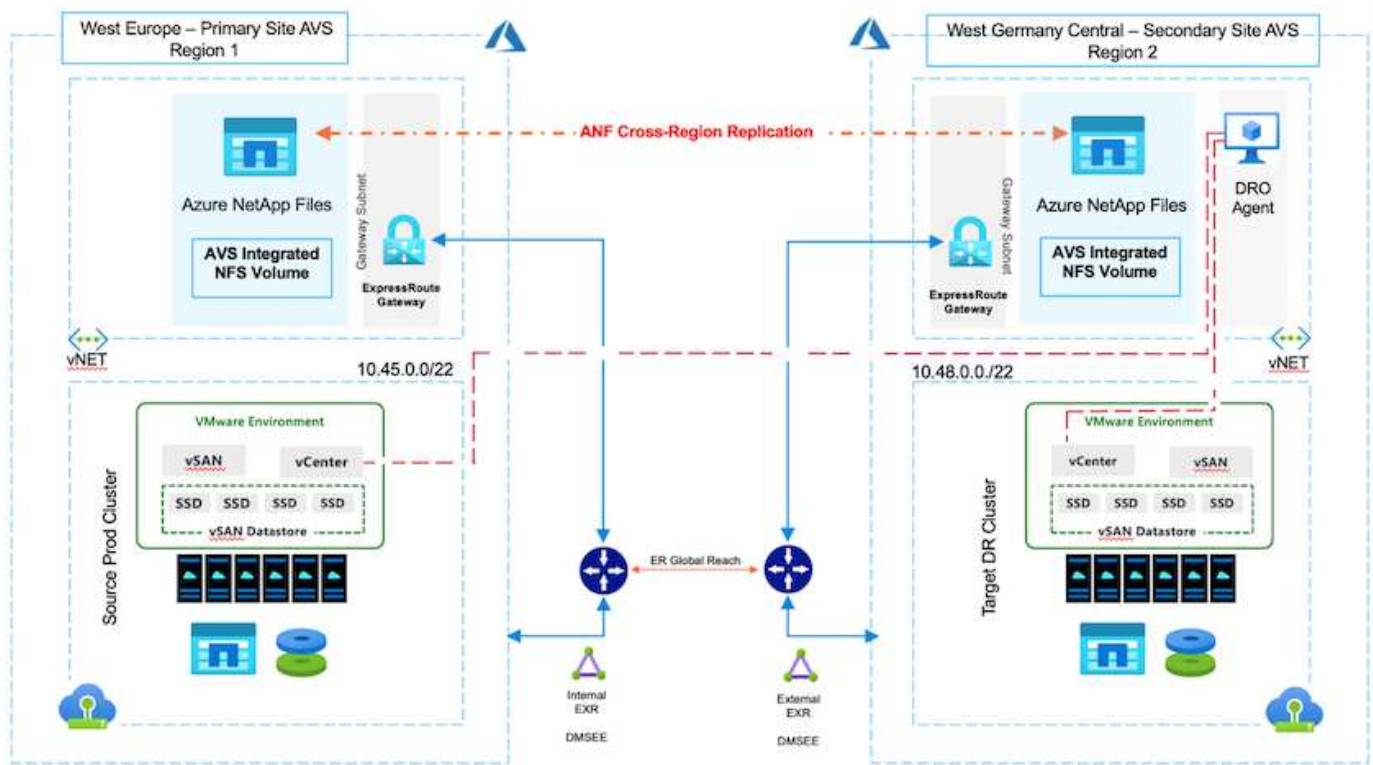 West Europe – Primary Site AVS
Region 1
West Germany Central – Secondary Site AVS
Region 2
ANF Cross-Region Replication
Azure NetApp Files
AVS Integrated
NFS Volume
Gateway Subnet
ExpressRoute
Gateway
Gateway Subnet
ExpressRoute
Gateway
Azure NetApp Files
AVS Integrated
NFS Volume
DRO
Agent
vNET
10.45.0.0/22
10.48.0.0./22
vNET
Source Prod Cluster
VMware Environment
vSAN
vCenter
SSD
SSD
SSD
SSD
vSAN Datastore
ER Global Reach
Internal
EXR
DMSEE
External
EXR
DMSEE
Target DR Cluster
VMware Environment
vCenter
vSAN
SSD
SSD
SSD
SSD
vSAN Datastore